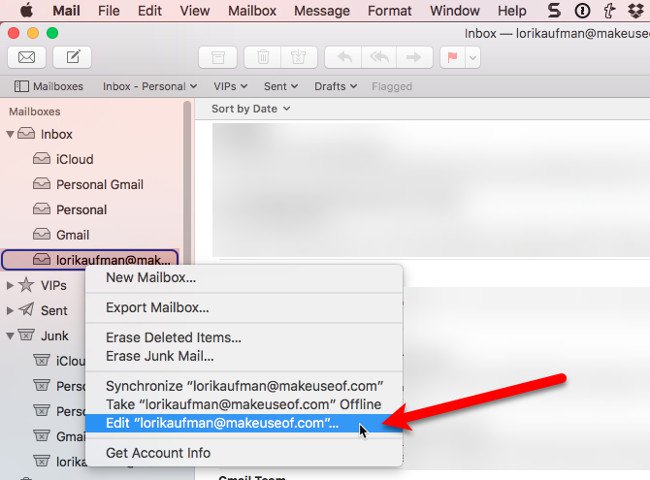 Mail File Edit View Mailbox Message Format Window Help
Inbox — lorikaufman@makeuse
Mailboxes Inbox - Personal VIPs Sent Drafts Flagged
Mailboxes
Sort by Date
Inbox
iCloud
Personal Gmail
Personal
Gmail
lorikaufman@mak...
New Mailbox...
VIPs
Export Mailbox...
Sent
Erase Deleted Items...
Junk
Erase Junk Mail...
iClou
Synchronize “lorikaufman@makeuseof.com”
Perso
Take “lorikaufman@makeuseof.com” Offline
Perso
Edit “lorikaufman@makeuseof.com”...
Gma
Get Account Info
lorika
Gmail Team